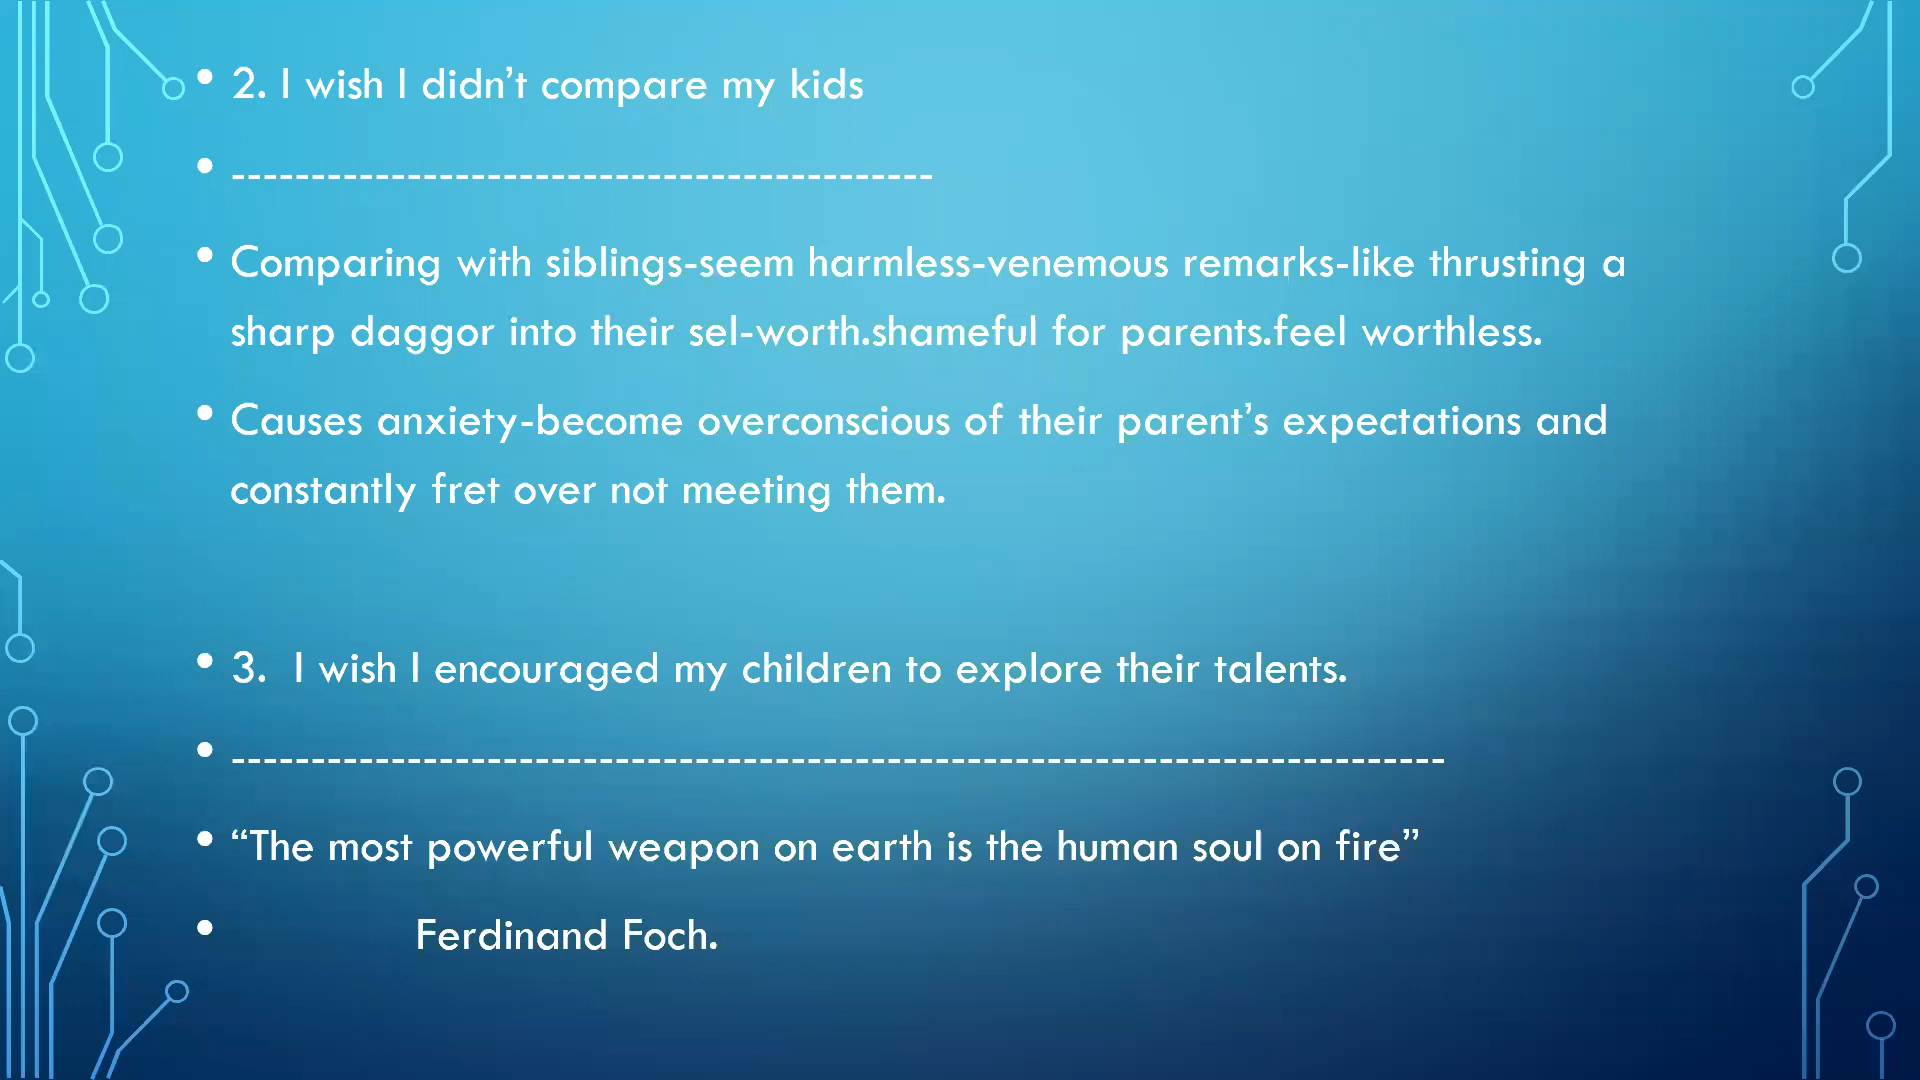 • 2. I wish I didn’t compare my kids
• --------------------------------------------
• Comparing with siblings-seem harmless-venemous remarks-like thrusting a
sharp daggor into their sel-worth.shameful for parents.feel worthless.
• Causes anxiety-become overconscious of their parent’s expectations and
constantly fret over not meeting them.
• 3.  I wish I encouraged my children to explore their talents.
• ----------------------------------------------------------------------------
• “The most powerful weapon on earth is the human soul on fire”
• Ferdinand Foch.